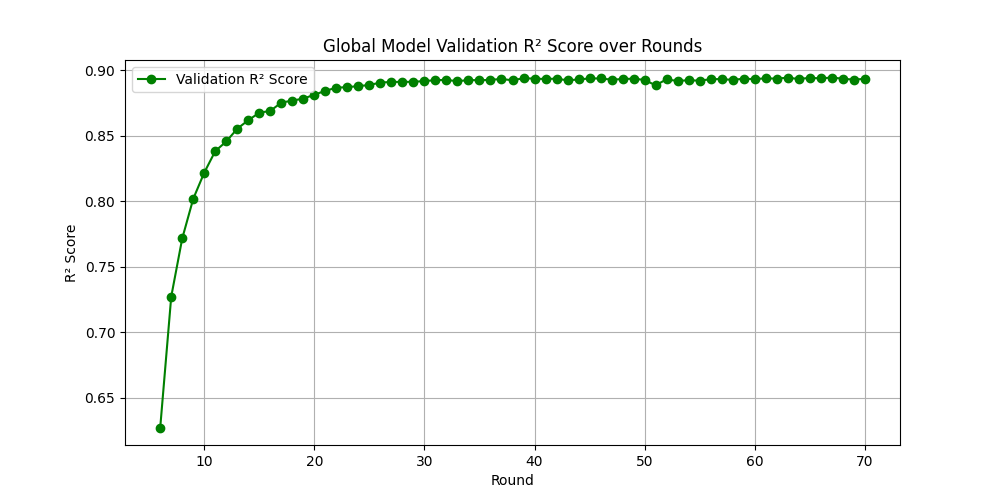 Global Model Validation R² Score over Rounds
Validation R² Score
R² Score
0.90
0.85
0.80
0.75
0.70
0.65
10 20 30 40 50 60 70
Round